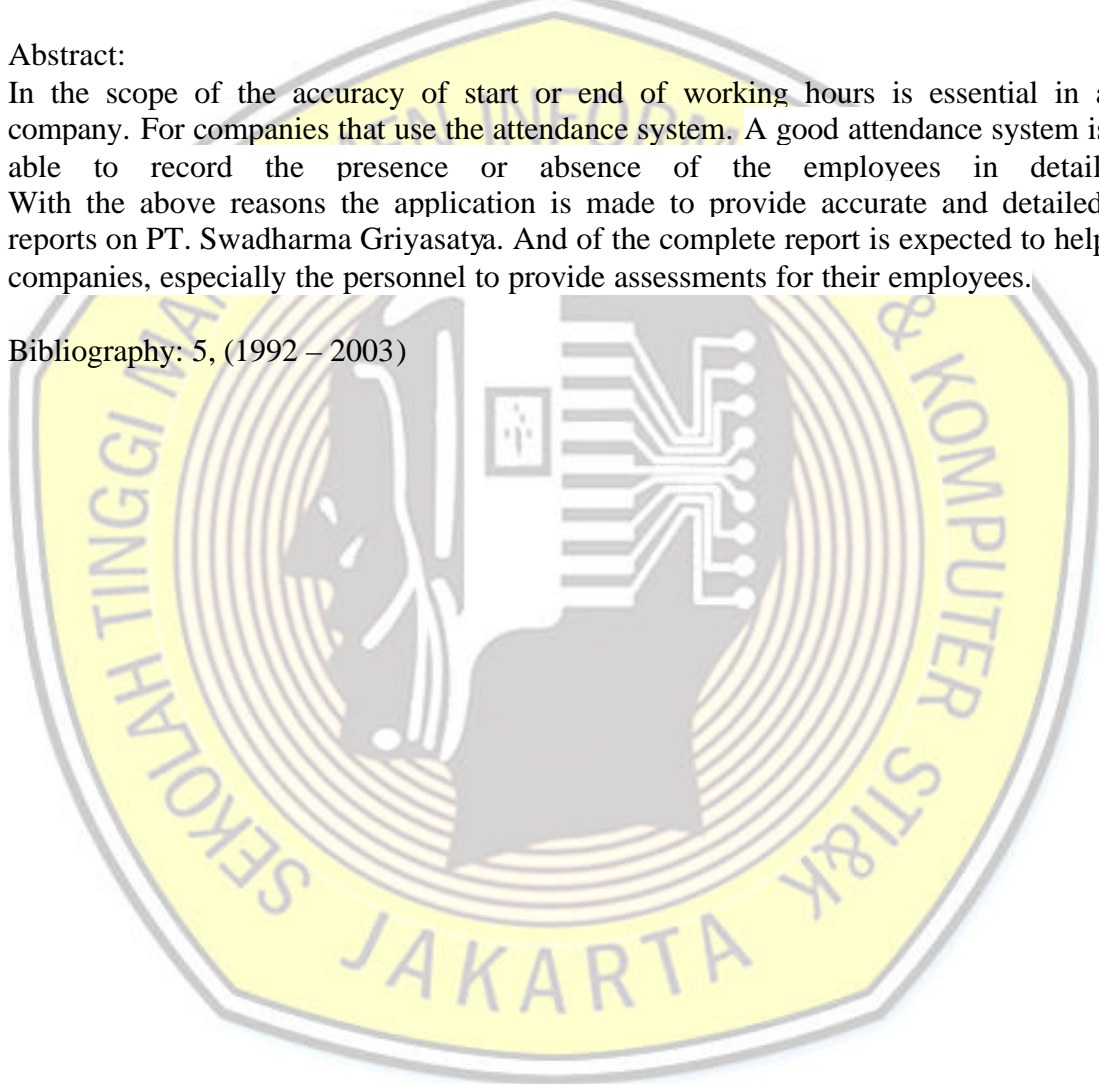 Abstract:
In the scope of the accuracy of start or end of working hours is essential in a
company. For companies that use the attendance system. A good attendance system is
able to record the presence or absence of the employees in detail
With the above reasons the application is made to provide accurate and detailed
reports on PT. Swadharma Griyasatya. And of the complete report is expected to help
companies, especially the personnel to provide assessments for their employees.
Bibliography: 5, (1992 – 2003)
SEKOLAH TINGGI
& KOMPUTER STI&K
JAKARTA